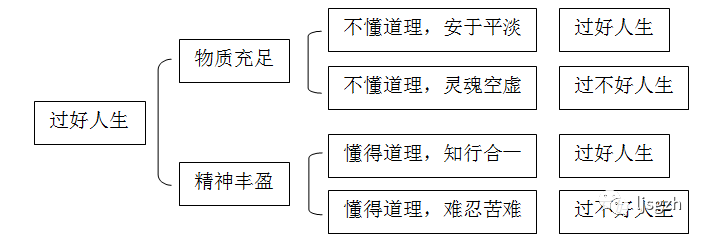 过好人生
物质充足
不懂道理，安于平淡 过好人生
不懂道理，灵魂空虚 过不好人生
精神丰盈
懂得道理，知行合一 过好人生
懂得道理，难忍苦难 过不好人生